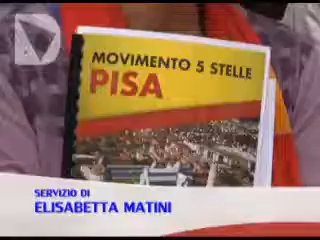 MOVIMENTO 5 STELLE
PISA
SERVIZIO DI
ELISABETTA MATINI